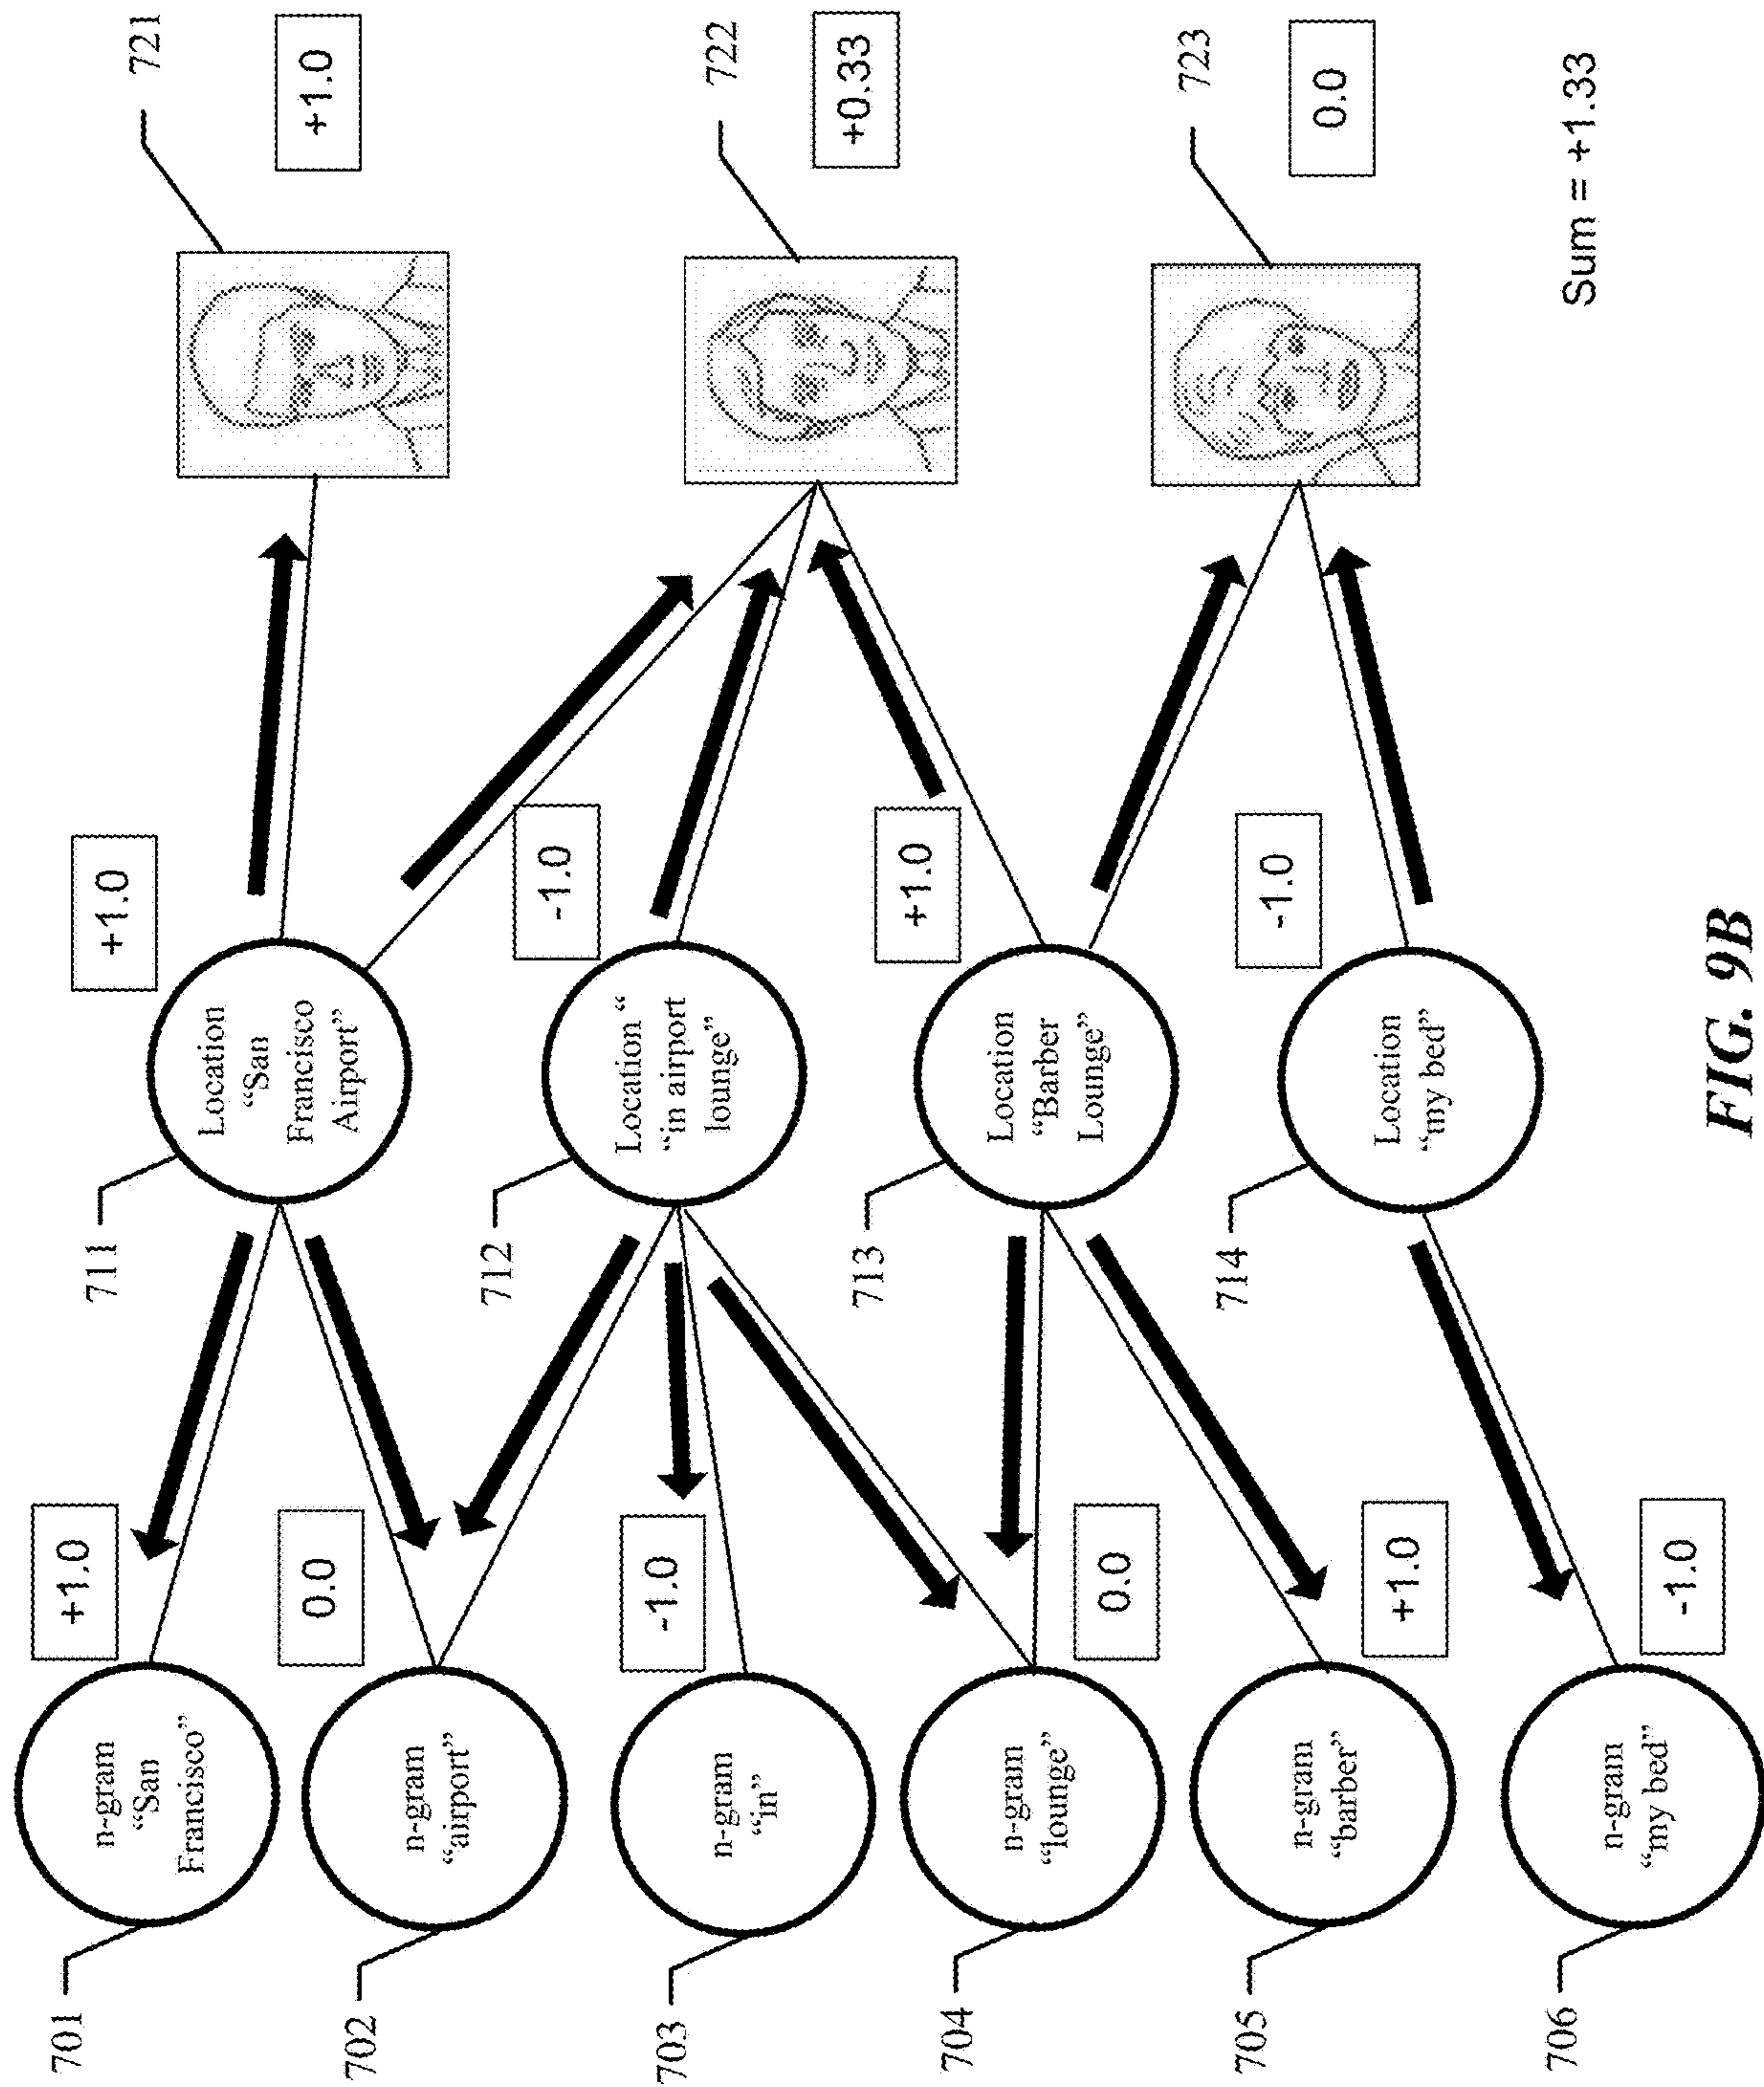 701
n-gram
“San
Francisco”
+1.0
702
n-gram
“airport”
0.0
703
n-gram
“in”
-1.0
704
n-gram
“lounge”
0.0
705
n-gram
“barber”
+1.0
706
n-gram
“my bed”
-1.0
711
Location
“San
Francisco
Airport”
+1.0
712
Location“
“in airport
lounge”
-1.0
713
Location
“Barber
Lounge”
+1.0
714
Location
“my bed”
-1.0
721
+1.0
722
+0.33
723
0.0
Sum = +1.33
FIG. 9B